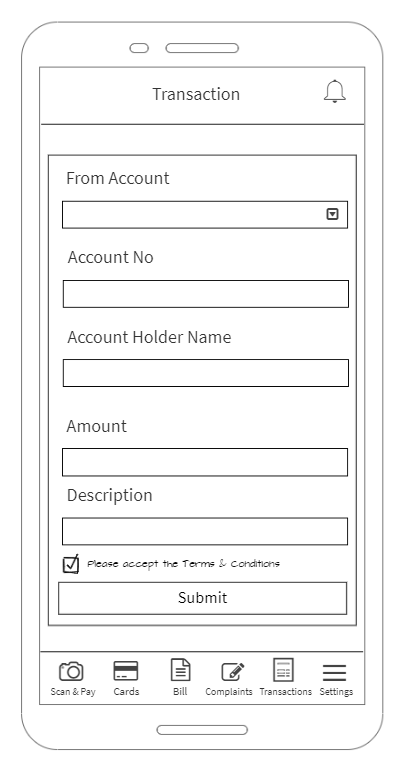 Transaction
From Account
Account No
Account Holder Name
Amount
Description
Please accept the Terms & Conditions
Submit
Scan & Pay Cards Bill Complaints Transactions Settings